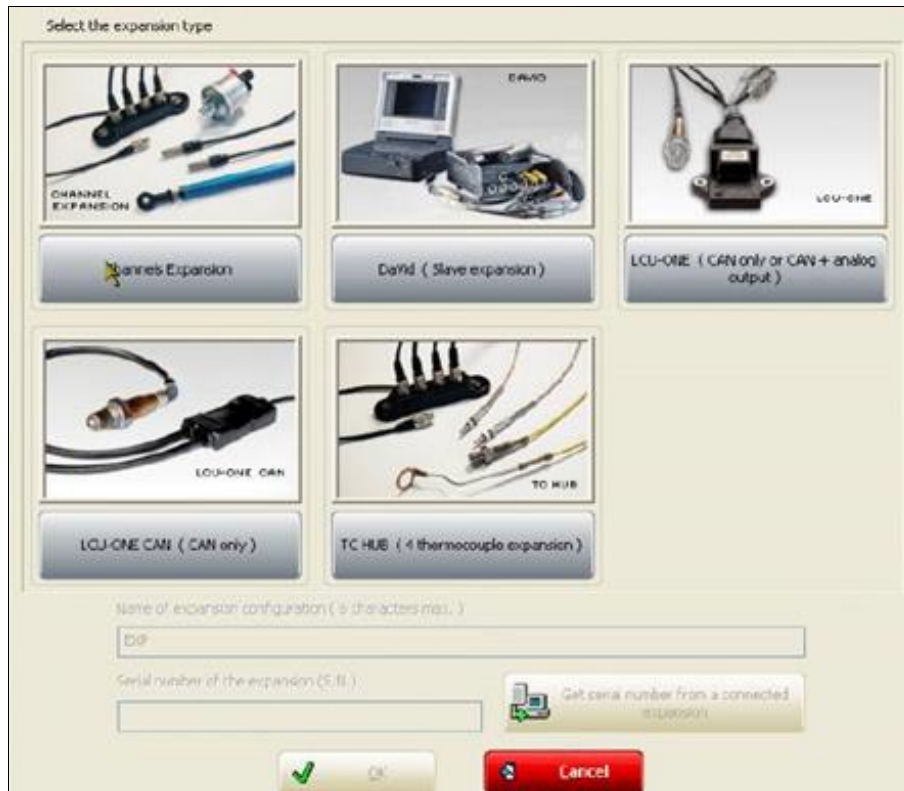 Select the expansion type
CHANNEL
EXPANSION
DAVID
LCU-ONE
Channels Expansion
DaVid ( Slave expansion )
LCU-ONE ( CAN only or CAN + analog
output )
LCU-ONE CAN
TC HUB
LCU-ONE CAN ( CAN only )
TC HUB ( 4 thermocouple expansion )
Name of expansion configuration ( 8 characters max. )
EXP
Serial number of the expansion (S.N.)
Get serial number from a connected
expansion
OK
Cancel